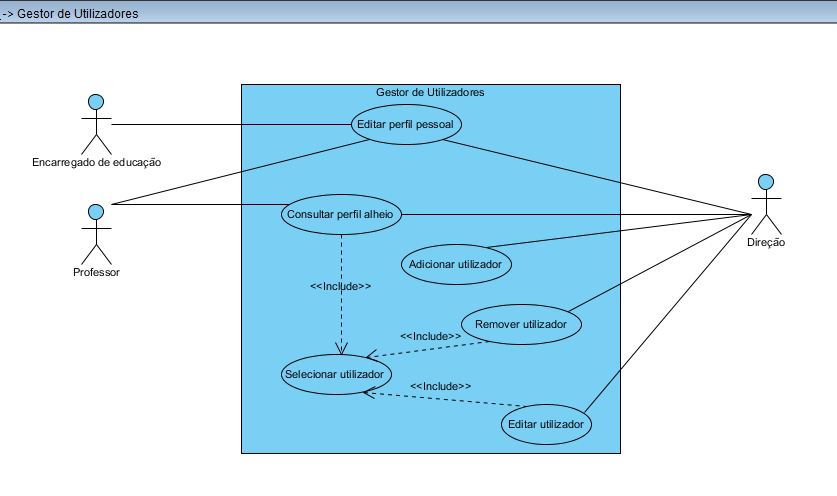 -> Gestor de Utilizadores
Gestor de Utilizadores
Editar perfil pessoal
Encarregado de educação
Consultar perfil alheio
Professor
Direção
Adicionar utilizador
<<Include>>
Remover utilizador
<<Include>>
Selecionar utilizador
<<Include>>
Editar utilizador